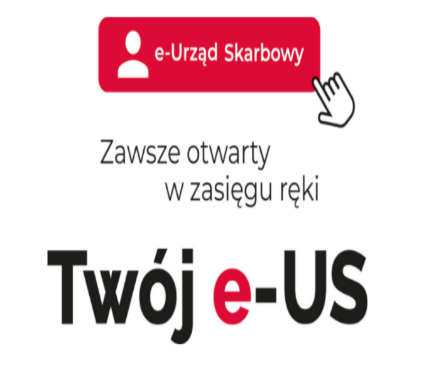 e-Urząd Skarbowy
Zawsze otwarty
w zasięgu ręki
Twój e-US